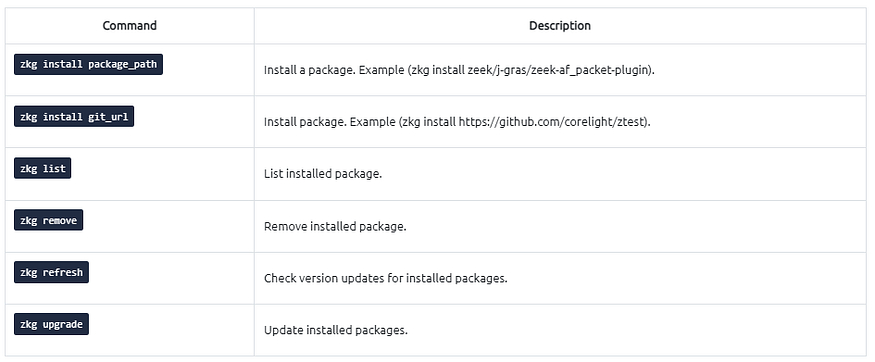 Command Description
zkg install package_path Install a package. Example (zkg install zeek/j-gras/zeek-af_packet-plugin).
zkg install git_url Install package. Example (zkg install https://github.com/corelight/ztest).
zkg list List installed package.
zkg remove Remove installed package.
zkg refresh Check version updates for installed packages.
zkg upgrade Update installed packages.